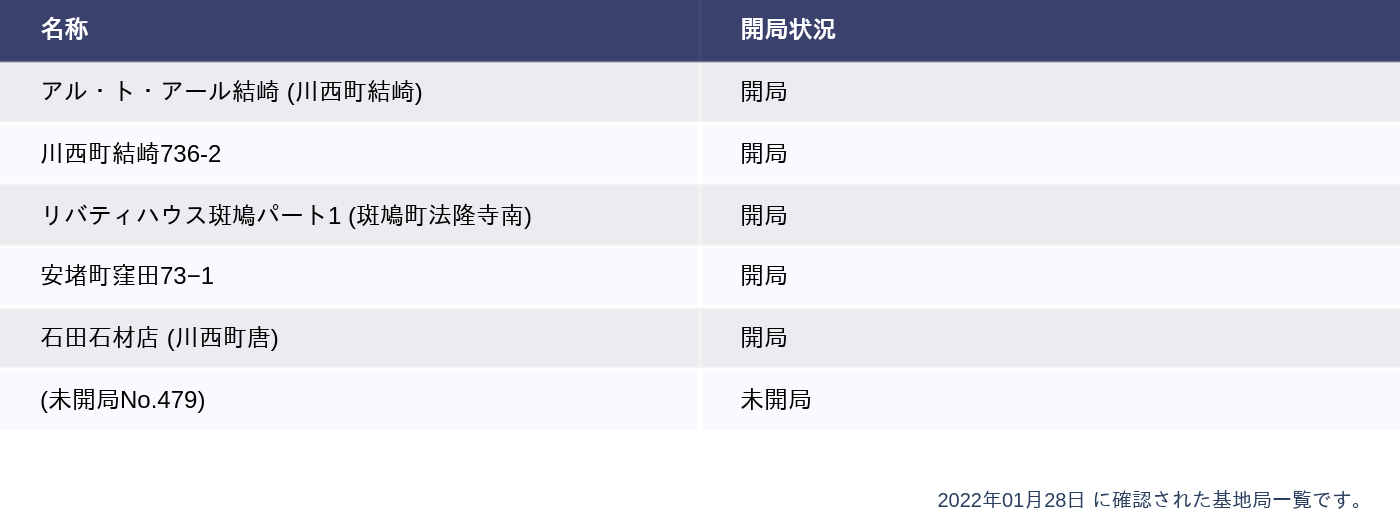 名称 開局状況
アル・ト・アール結崎 (川西町結崎) 開局
川西町結崎736-2 開局
リバティハウス斑鳩パート1 (斑鳩町法隆寺南) 開局
安堵町窪田73−1 開局
石田石材店 (川西町唐) 開局
(未開局No.479) 未開局
2022年01月28日 に確認された基地局一覧です。